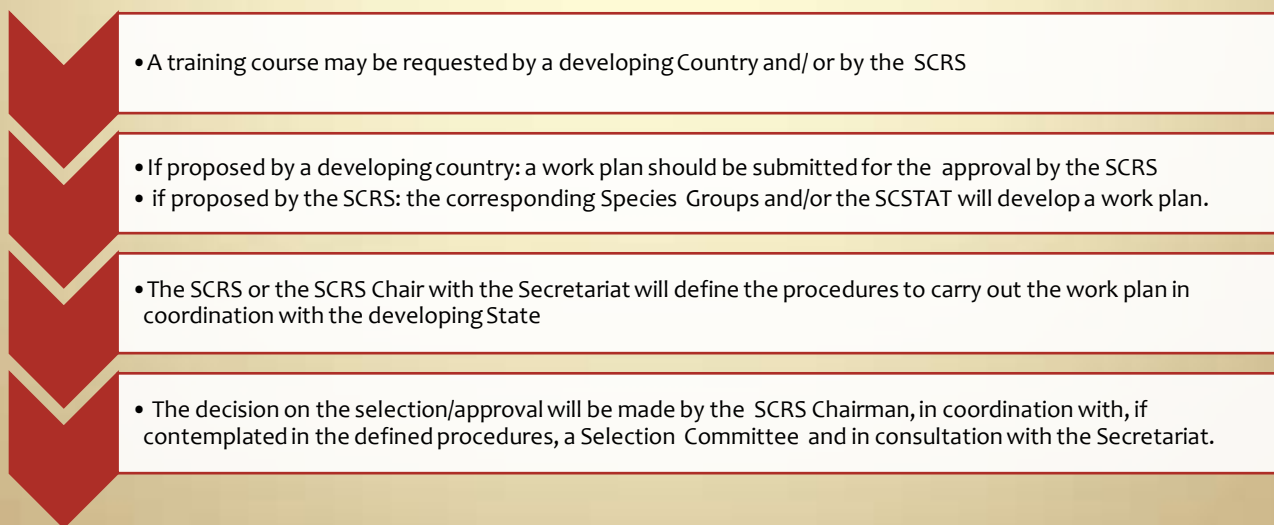 • A training course may be requested by a developing Country and/ or by the SCRS
• If proposed by a developing country: a work plan should be submitted for the approval by the SCRS
• if proposed by the SCRS: the corresponding Species Groups and/or the SCSTAT will develop a work plan.
• The SCRS or the SCRS Chair with the Secretariat will define the procedures to carry out the work plan in
coordination with the developing State
• The decision on the selection/approval will be made by the SCRS Chairman, in coordination with, if
contemplated in the defined procedures, a Selection Committee and in consultation with the Secretariat.